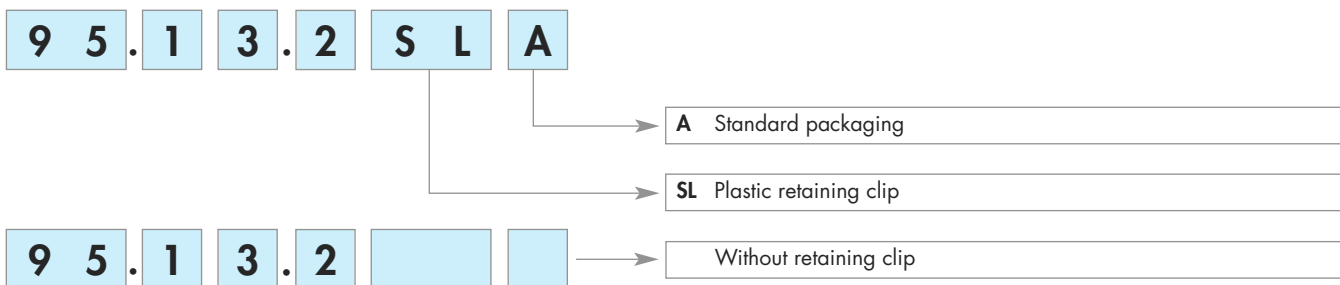 9 5.1 3.2 S L A
A Standard packaging
SL Plastic retaining clip
9 5.1 3.2
Without retaining clip